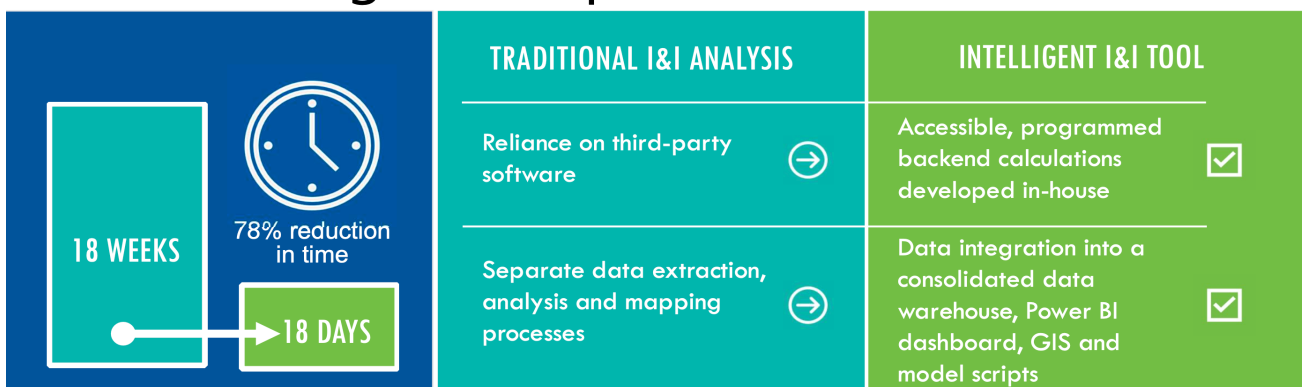 78% reduction
in time
18 WEEKS
18 DAYS
TRADITIONAL I&I ANALYSIS
INTELLIGENT I&I TOOL
Reliance on third-party
software
Accessible, programmed
backend calculations
developed in-house
Separate data extraction,
analysis and mapping
processes
Data integration into a
consolidated data
warehouse, Power BI
dashboard, GIS and
model scripts